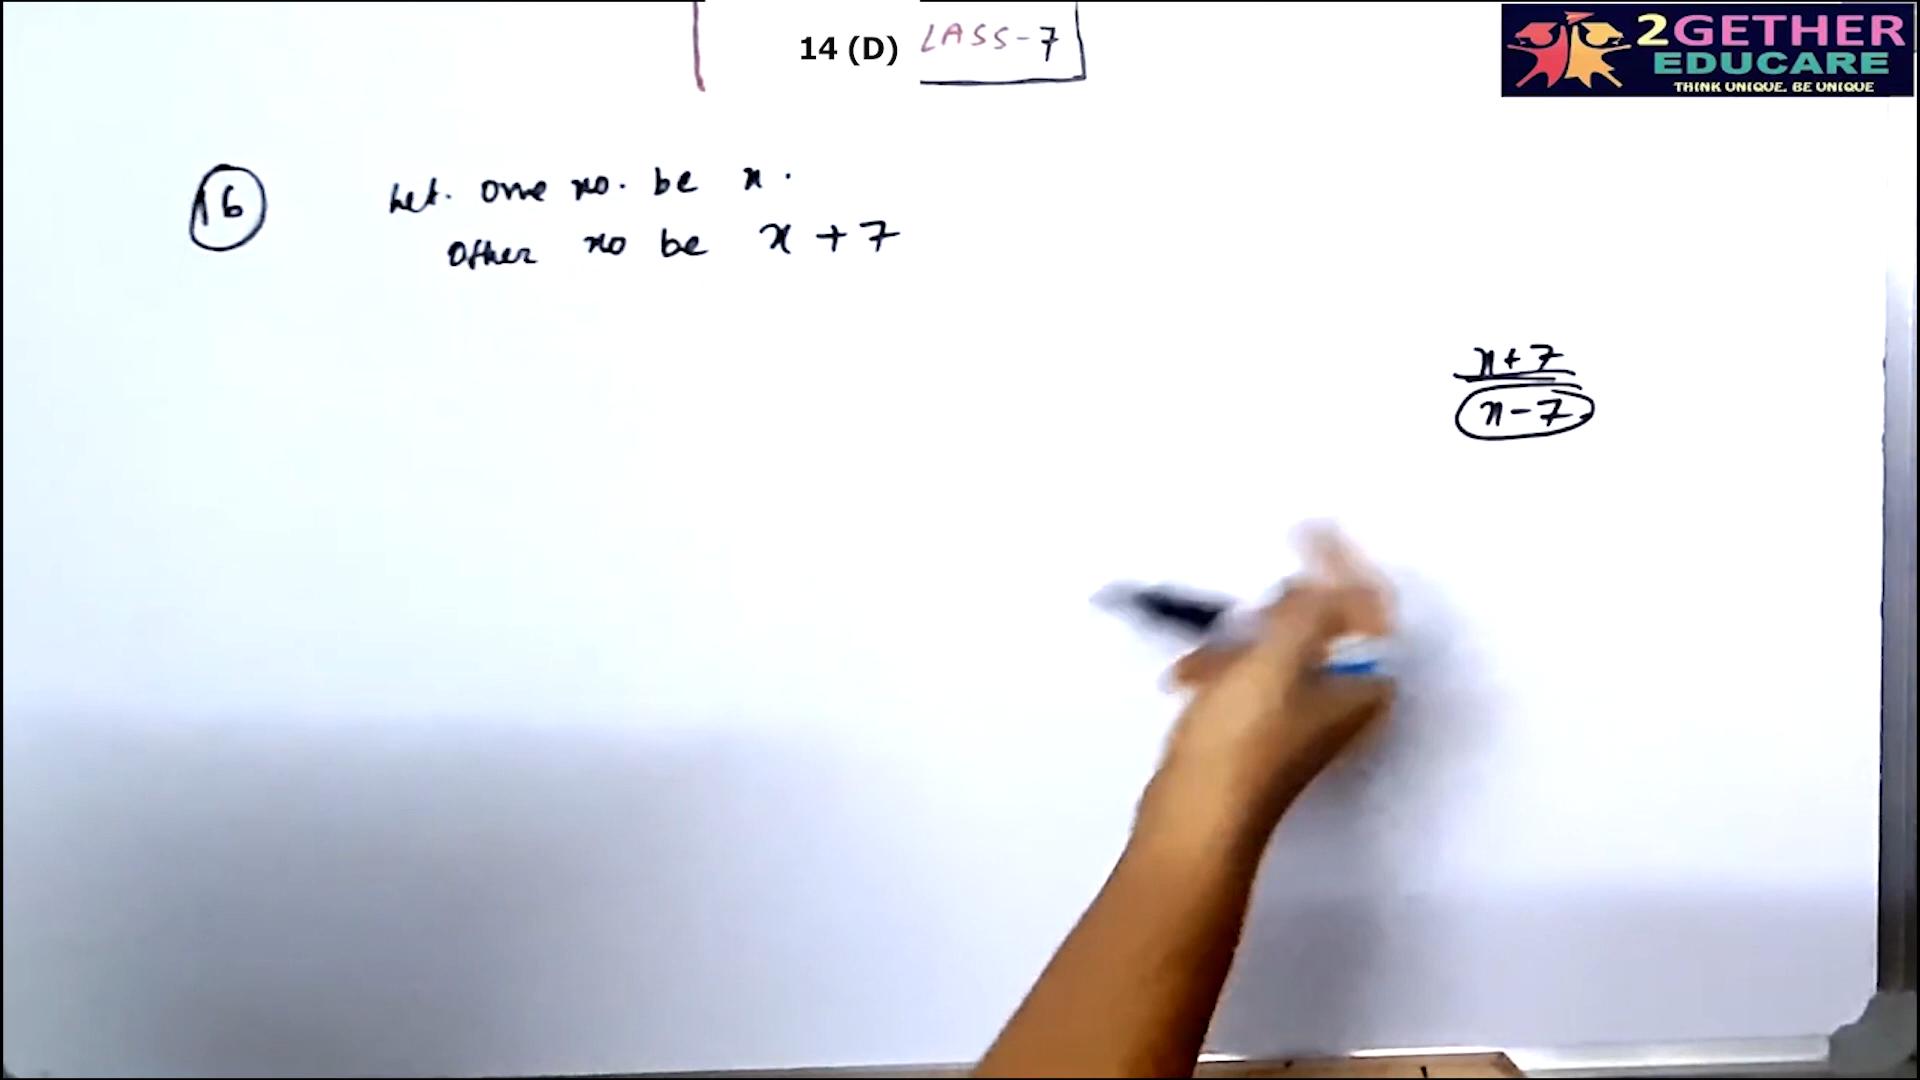 14 (D) LASS-7
2GETHER
EDUCARE
THINK UNIQUE. BE UNIQUE
16 Let. one no. be x.
Other no be x + 7
x+7
x-7